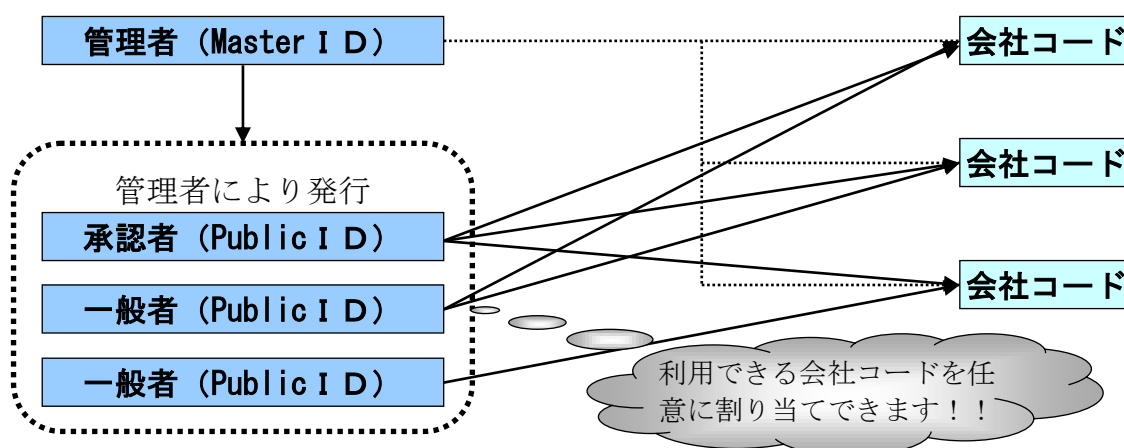 管理者（MasterＩＤ）
会社コード
会社コード
管理者により発行
承認者（PublicＩＤ）
一般者（PublicＩＤ）
会社コード
一般者（PublicＩＤ）
利用できる会社コードを任
意に割り当てできます！！